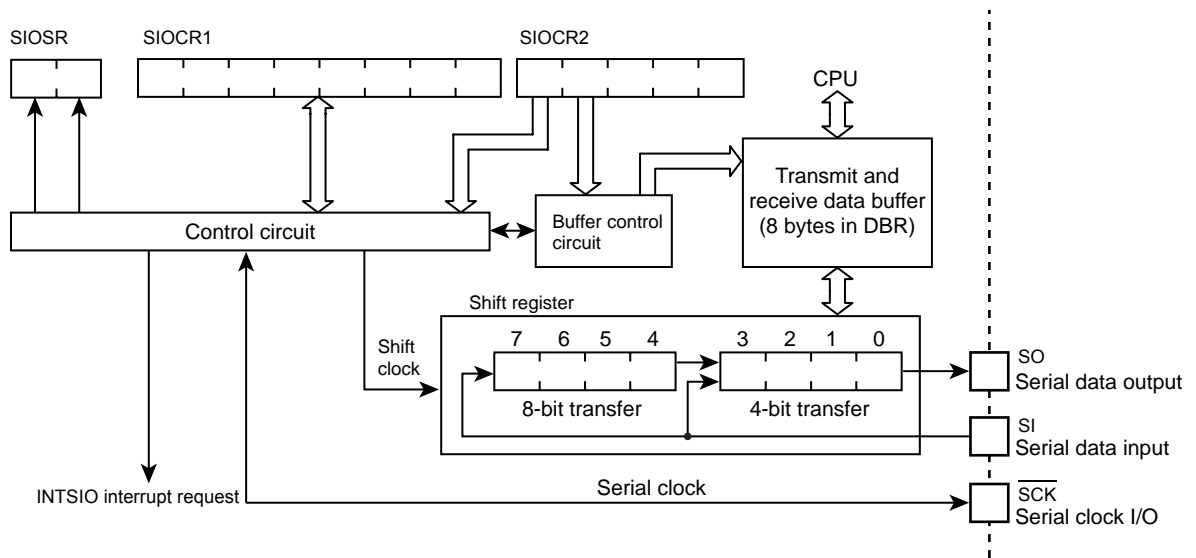 SIOSR
SIOCR1
SIOCR2
CPU
Transmit and
receive data buffer
(8 bytes in DBR)
Buffer control
circuit
Control circuit
Shift register
7 6 5 4 3 2 1 0
Shift
clock
8-bit transfer
4-bit transfer
SO
Serial data output
SI
Serial data input
INTSIO interrupt request
Serial clock
SCK
Serial clock I/O